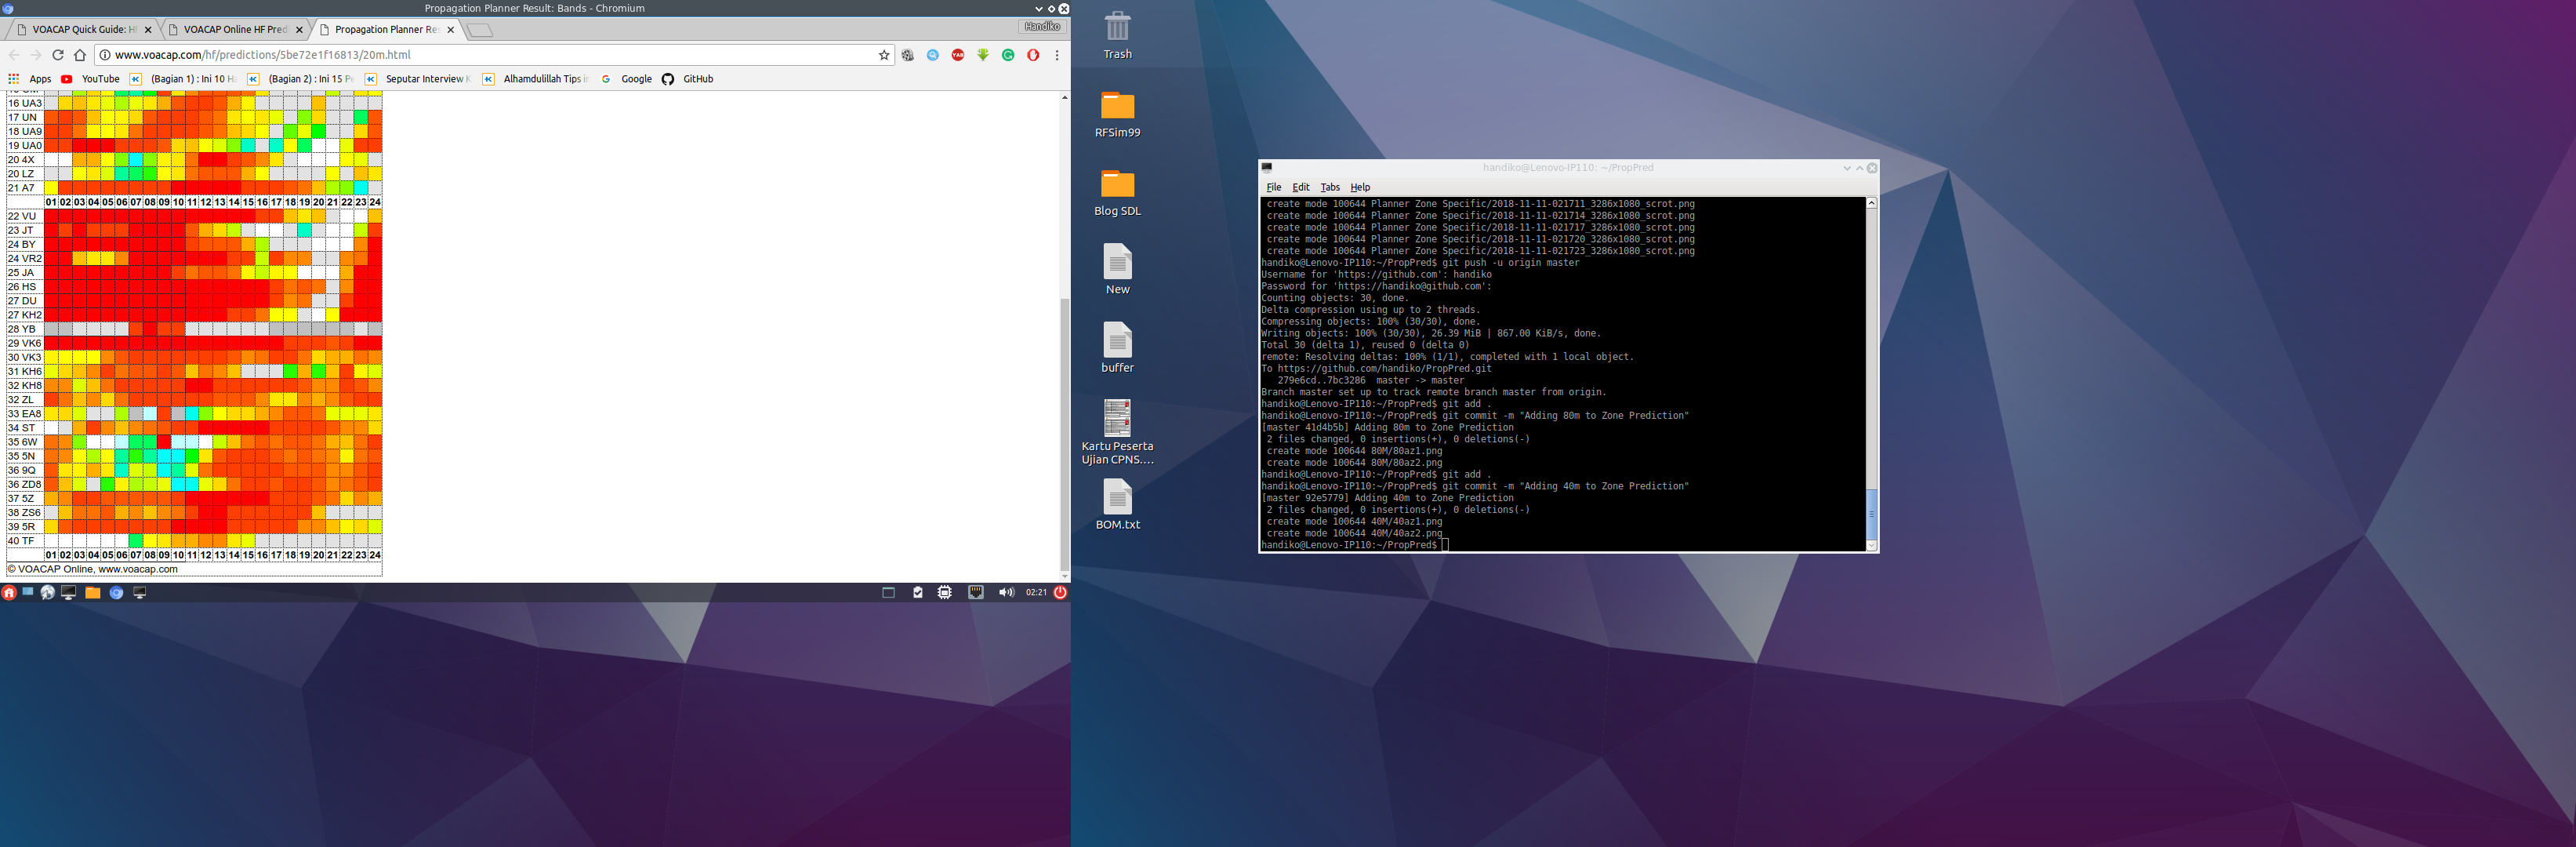 Propagation Planner Result: Bands - Chromium
VOACAP Quick Guide: H
VOACAP Online HF Pred
Propagation Planner Res
Handiko
www.voacap.com/hf/predictions/5be72e1f16813/20m.html
YAB
Apps
YouTube
(Bagian 1) : Ini 10 H
(Bagian 2) : Ini 15 P
Seputar Interview K
Alhamdulillah Tips i
Google
GitHub
16 UA3
17 UN
18 UA9
19 UA0
20 4X
20 LZ
21 A7
01 02 03 04 05 06 07 08 09 10 11 12 13 14 15 16 17 18 19 20 21 22 23 24
22 VU
23 JT
24 BY
24 VR2
25 JA
26 HS
27 DU
27 KH2
28 YB
29 VK6
30 VK3
31 KH6
32 KH8
32 ZL
33 EA8
34 ST
35 6W
35 5N
36 9Q
36 ZD8
37 5Z
38 ZS6
39 5R
40 TF
01 02 03 04 05 06 07 08 09 10 11 12 13 14 15 16 17 18 19 20 21 22 23 24
© VOACAP Online, www.voacap.com
02:21
Trash
RFSim99
Blog SDL
New
buffer
Kartu Peserta
Ujian CPNS....
BOM.txt
handiko@Lenovo-IP110: ~/PropPred
File Edit Tabs Help
create mode 100644 Planner Zone Specific/2018-11-11-021711_3286x1080_scrot.png
create mode 100644 Planner Zone Specific/2018-11-11-021714_3286x1080_scrot.png
create mode 100644 Planner Zone Specific/2018-11-11-021717_3286x1080_scrot.png
create mode 100644 Planner Zone Specific/2018-11-11-021720_3286x1080_scrot.png
create mode 100644 Planner Zone Specific/2018-11-11-021723_3286x1080_scrot.png
handiko@Lenovo-IP110:~/PropPred$ git push -u origin master
Username for 'https://github.com': handiko
Password for 'https://handiko@github.com':
Counting objects: 30, done.
Delta compression using up to 2 threads.
Compressing objects: 100% (30/30), done.
Writing objects: 100% (30/30), 26.39 MiB | 867.00 KiB/s, done.
Total 30 (delta 1), reused 0 (delta 0)
remote: Resolving deltas: 100% (1/1), completed with 1 local object.
To https://github.com/handiko/PropPred.git
279e6cd..7bc3286  master -> master
Branch master set up to track remote branch master from origin.
handiko@Lenovo-IP110:~/PropPred$ git add .
handiko@Lenovo-IP110:~/PropPred$ git commit -m "Adding 80m to Zone Prediction"
[master 41d4b5b] Adding 80m to Zone Prediction
2 files changed, 0 insertions(+), 0 deletions(-)
create mode 100644 80M/80az1.png
create mode 100644 80M/80az2.png
handiko@Lenovo-IP110:~/PropPred$ git add .
handiko@Lenovo-IP110:~/PropPred$ git commit -m "Adding 40m to Zone Prediction"
[master 92e5779] Adding 40m to Zone Prediction
2 files changed, 0 insertions(+), 0 deletions(-)
create mode 100644 40M/40az1.png
create mode 100644 40M/40az2.png
handiko@Lenovo-IP110:~/PropPred$